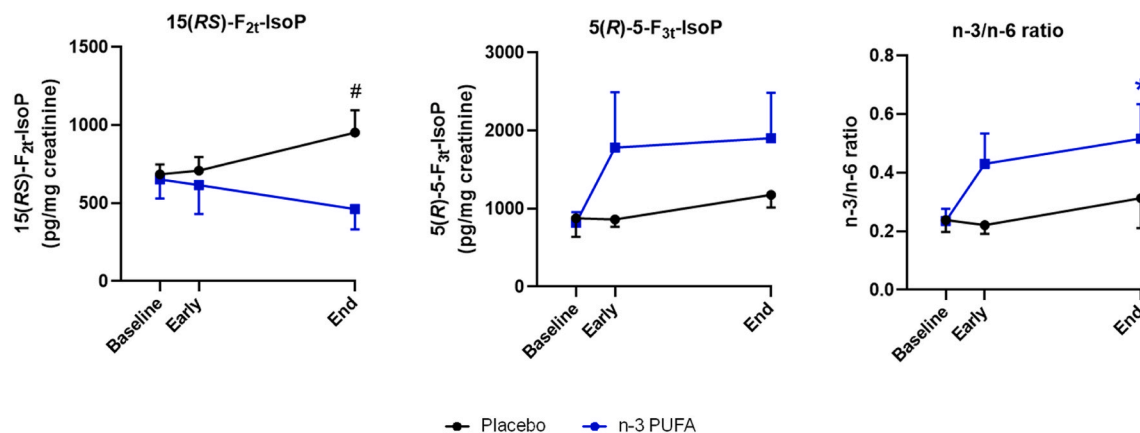 15(RS)-F2t-IsoP
15(RS)-F2t-IsoP
(pg/mg creatinine)
1500
1000
500
0
#
Baseline
Early
End
5(R)-5-F3t-IsoP
5(R)-5-F3t-IsoP
(pg/mg creatinine)
3000
2000
1000
0
Baseline
Early
End
n-3/n-6 ratio
n-3/n-6 ratio
0.8
0.6
0.4
0.2
0.0
*
Baseline
Early
End
Placebo
n-3 PUFA